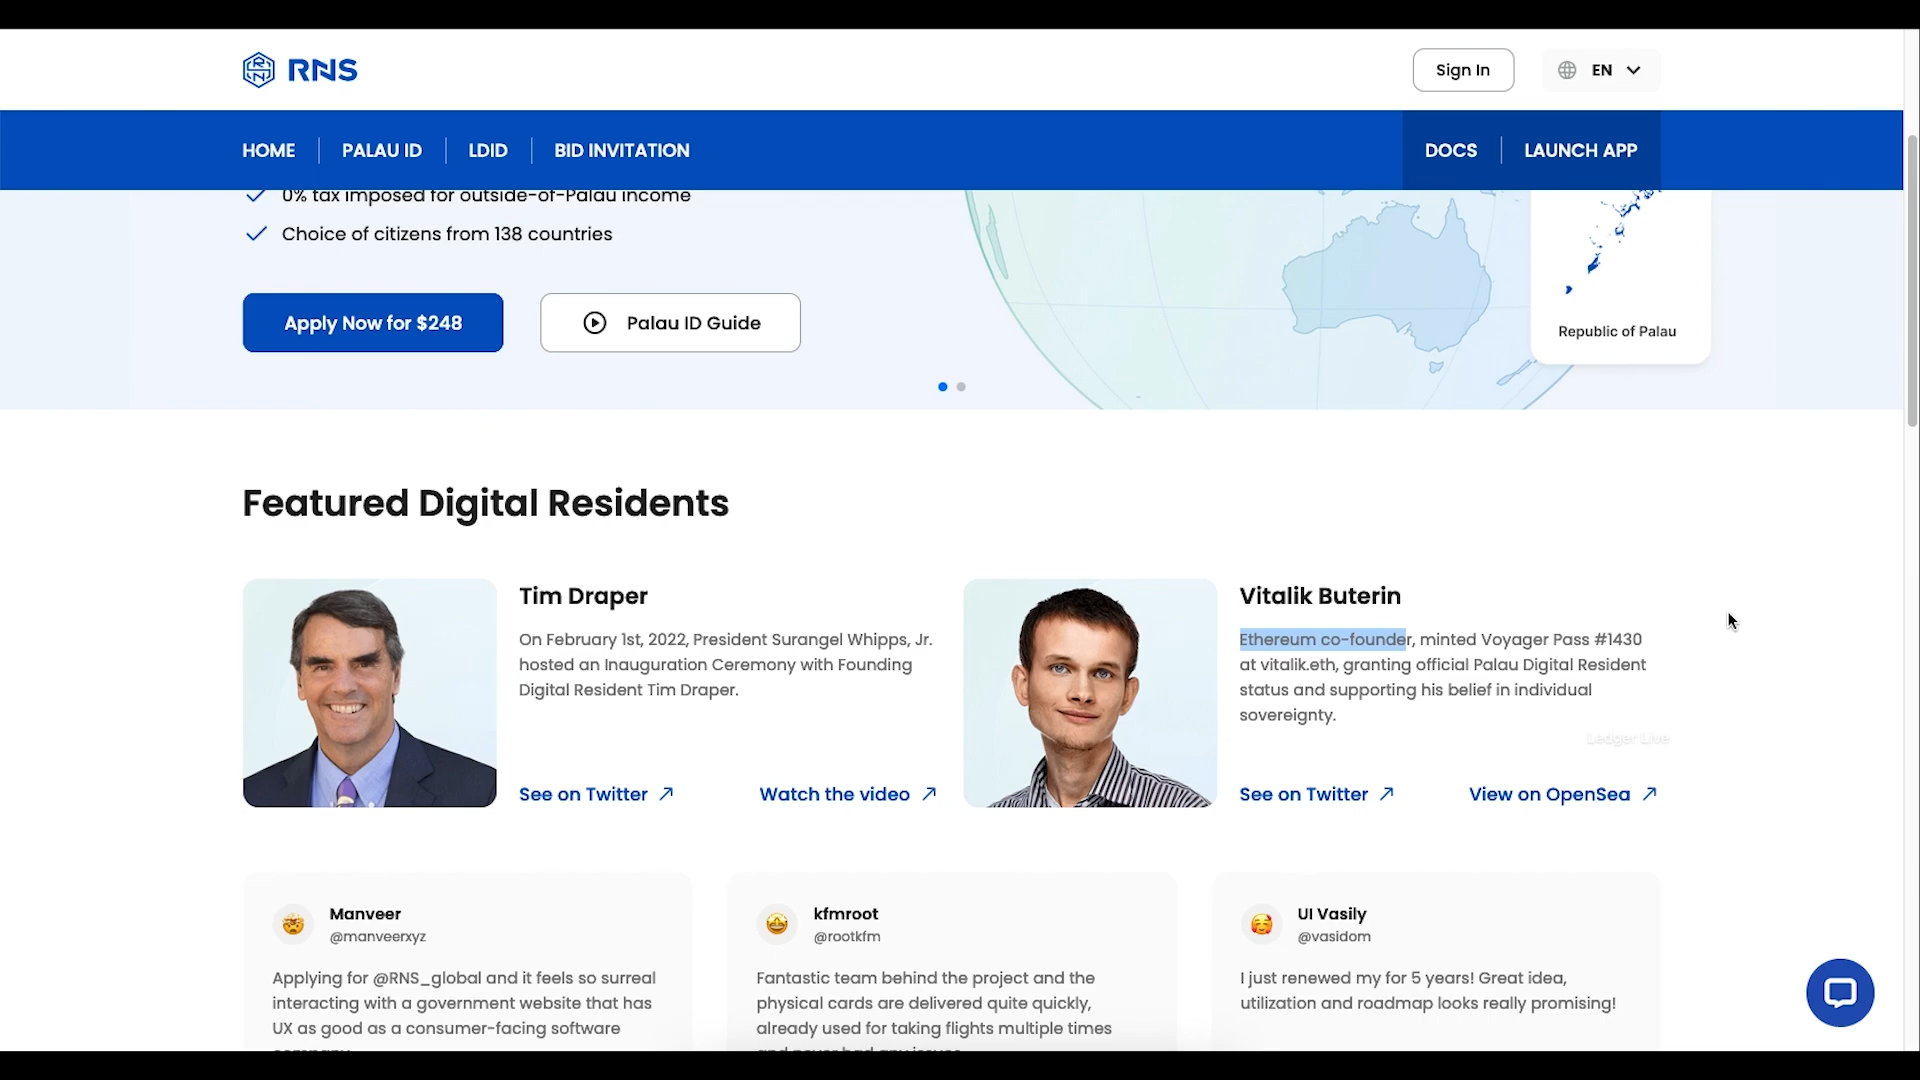 RNS
Sign In
EN
HOME
PALAU ID
LDID
BID INVITATION
DOCS
LAUNCH APP
0% tax imposed for outside-of-Palau income
Choice of citizens from 138 countries
Apply Now for $248
Palau ID Guide
Republic of Palau
Featured Digital Residents
Tim Draper
On February 1st, 2022, President Surangel Whipps, Jr.
hosted an Inauguration Ceremony with Founding
Digital Resident Tim Draper.
See on Twitter
Watch the video
Vitalik Buterin
Ethereum co-founder, minted Voyager Pass #1430
at vitalik.eth, granting official Palau Digital Resident
status and supporting his belief in individual
sovereignty.
Ledger Live
See on Twitter
View on OpenSea
Manveer
@manveerxyz
Applying for @RNS_global and it feels so surreal
interacting with a government website that has
UX as good as a consumer-facing software
kfmroot
@rootkfm
Fantastic team behind the project and the
physical cards are delivered quite quickly,
already used for taking flights multiple times
and never had any issues
UI Vasily
@vasidom
I just renewed my for 5 years! Great idea,
utilization and roadmap looks really promising!